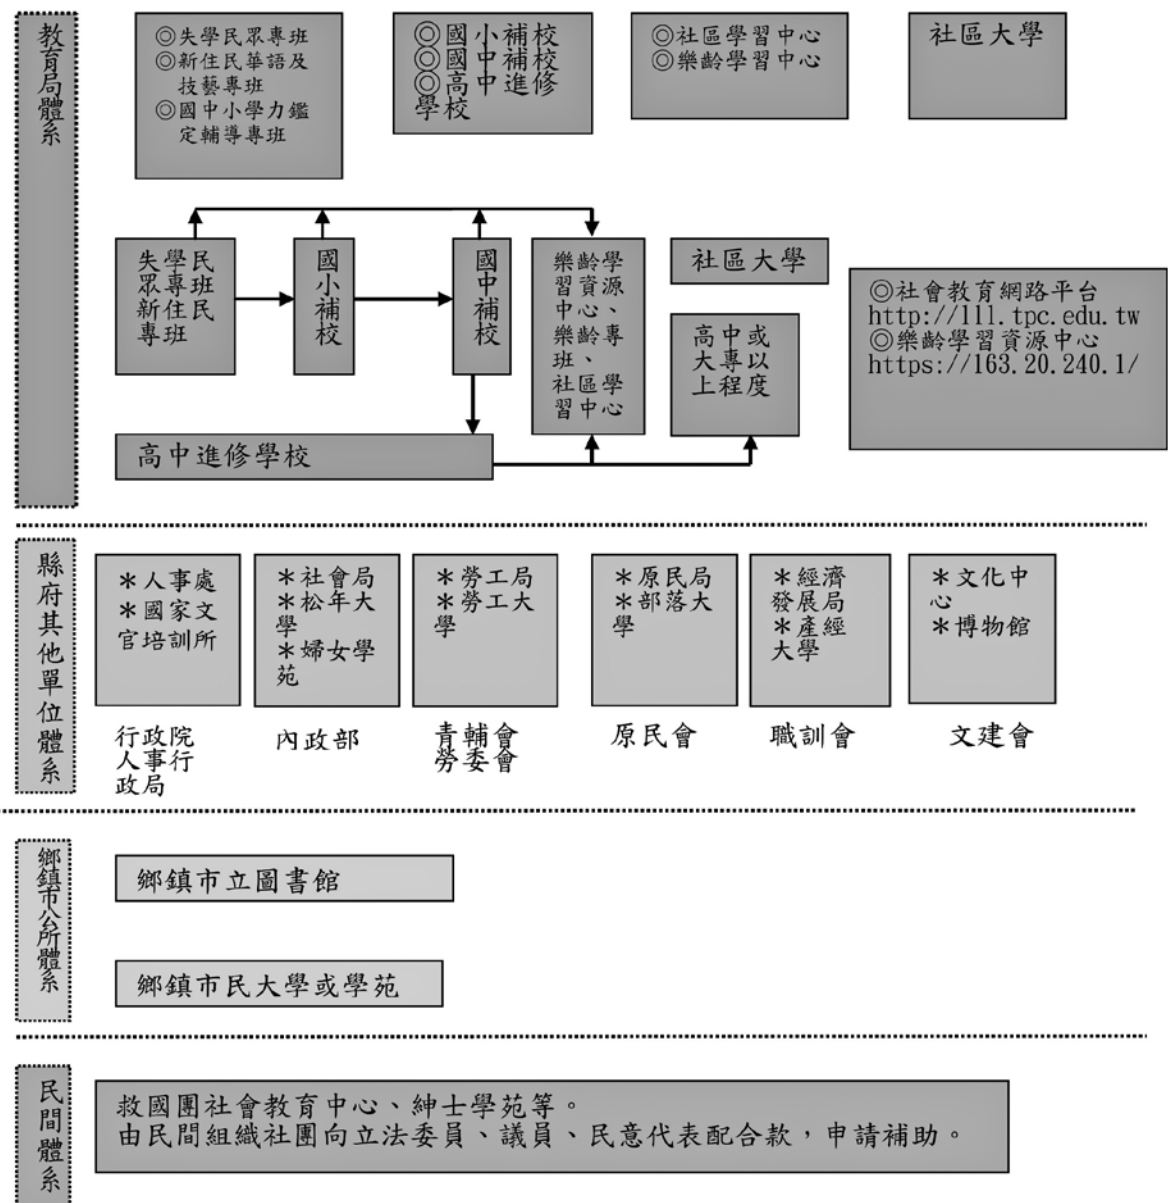 教育局體系
◎失學民眾專班
◎新住民華語及
技藝專班
◎國中小學力鑑
定輔導專班
◎國小補校
◎國中補校
◎高中進修
學校
◎社區學習中心
◎樂齡學習中心
社區大學
失學民
眾專班
新住民
專班
國小補校
國中補校
樂齡學
習資源
中心、
樂齡專
班、
社區學
習中心
社區大學
高中或
大專以
上程度
◎社會教育網路平台
http://lll.tpc.edu.tw
◎樂齡學習資源中心
https://163.20.240.1/
高中進修學校
縣府其他單位體系
＊人事處
＊國家文
官培訓所
＊社會局
＊松年大
學
＊婦女學
苑
＊勞工局
＊勞工大
學
＊原民局
＊部落大
學
＊經濟
發展局
＊產經
大學
＊文化中
心
＊博物館
行政院
人事行
政局
內政部
青輔會
勞委會
原民會
職訓會
文建會
鄉鎮市公所體系
鄉鎮市立圖書館
鄉鎮市民大學或學苑
民間體系
救國團社會教育中心、紳士學苑等。
由民間組織社團向立法委員、議員、民意代表配合款，申請補助。